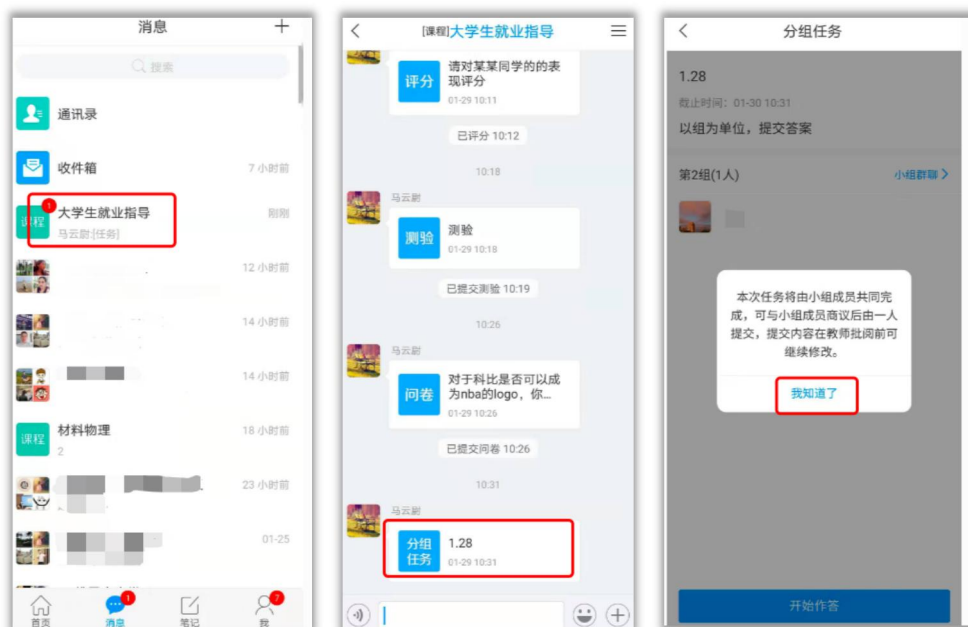 消息
搜索
通讯录
收件箱
7 小时前
1
课程
大学生就业指导
刚刚
马云尉:[任务]
12 小时前
14 小时前
14 小时前
课程
材料物理
18 小时前
2
23 小时前
01-25
首页
1
消息
笔记
7
我
[课程]大学生就业指导
评分
请对某某同学的的表
现评分
01-29 10:11
已评分 10:12
10:18
马云尉
测验
测验
01-29 10:18
已提交测验 10:19
10:26
马云尉
问卷
对于科比是否可以成
为nba的logo，你...
01-29 10:26
已提交问卷 10:26
10:31
马云尉
分组
任务
1.28
01-29 10:31
分组任务
1.28
截止时间：01-30 10:31
以组为单位，提交答案
第2组(1人)
小组群聊
本次任务将由小组成员共同完
成，可与小组成员商议后由一人
提交，提交内容在教师批阅前可
继续修改。
我知道了
开始作答